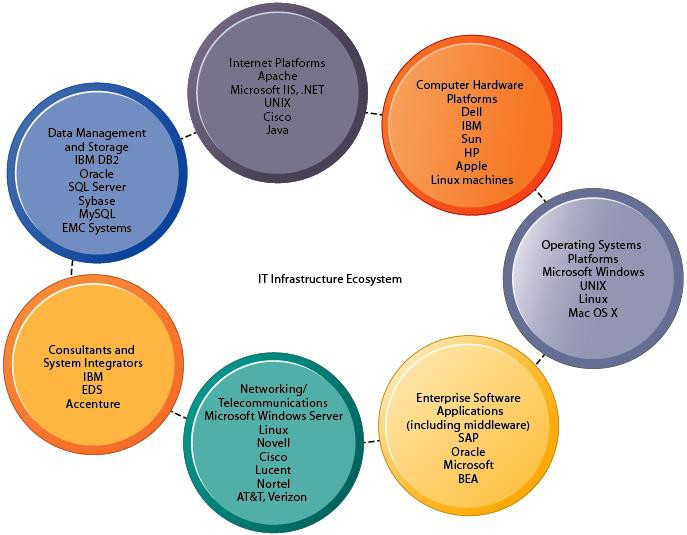 Internet Platforms
Apache
Microsoft IIS, .NET
UNIX
Cisco
Java
Computer Hardware
Platforms
Dell
IBM
Sun
HP
Apple
Linux machines
Operating Systems
Platforms
Microsoft Windows
UNIX
Linux
Mac OS X
Enterprise Software
Applications
(including middleware)
SAP
Oracle
Microsoft
BEA
Networking/
Telecommunications
Microsoft Windows Server
Linux
Novell
Cisco
Lucent
Nortel
AT&T, Verizon
Consultants and
System Integrators
IBM
EDS
Accenture
Data Management
and Storage
IBM DB2
Oracle
SQL Server
Sybase
MySQL
EMC Systems
IT Infrastructure Ecosystem